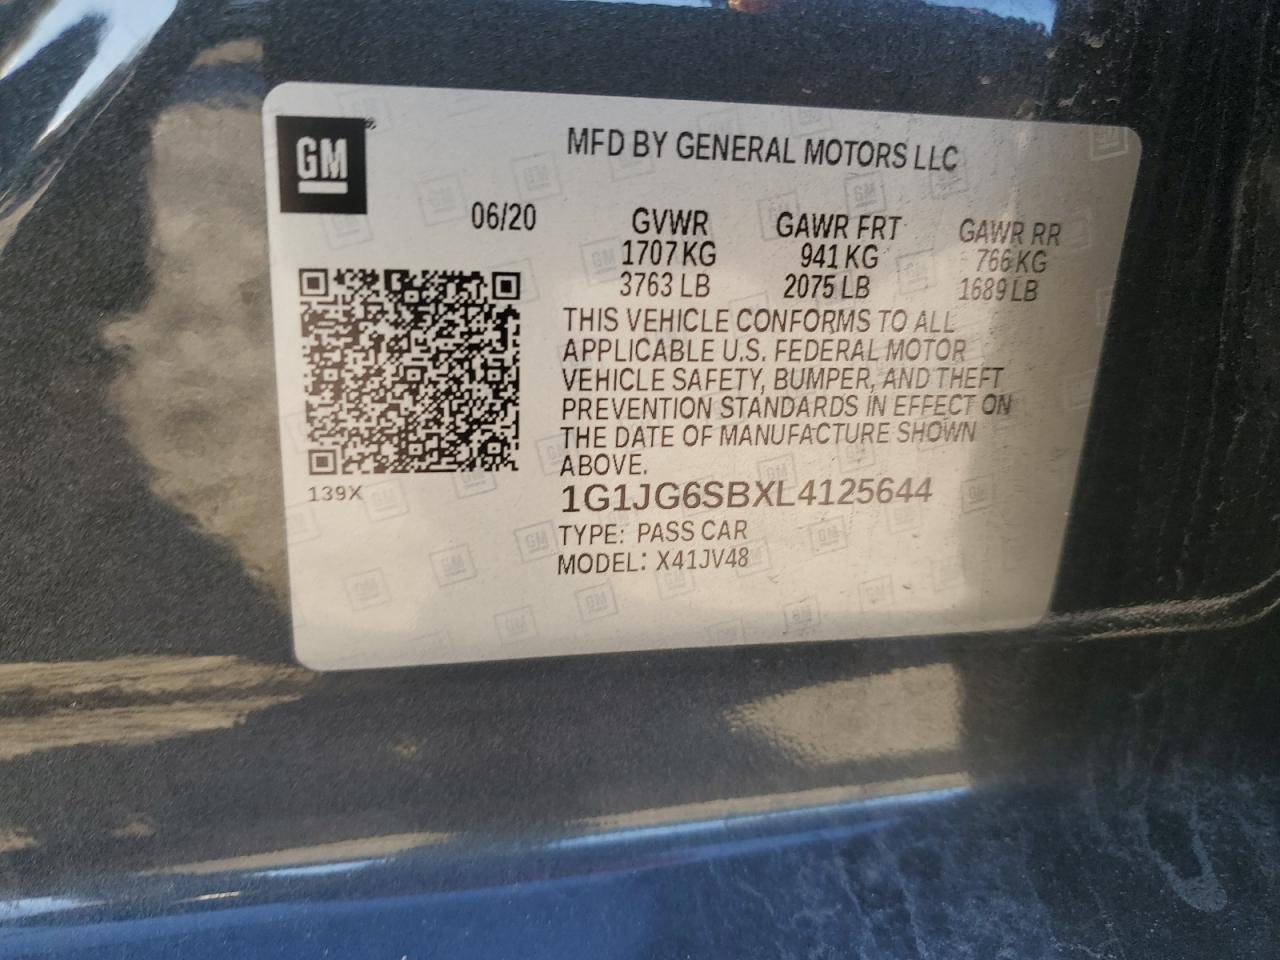 GM
MFD BY GENERAL MOTORS LLC
06/20 GVWR GAWR FRT GAWR RR
1707 KG 941 KG 766 KG
3763 LB 2075 LB 1689 LB
THIS VEHICLE CONFORMS TO ALL
APPLICABLE U.S. FEDERAL MOTOR
VEHICLE SAFETY, BUMPER, AND THEFT
PREVENTION STANDARDS IN EFFECT ON
THE DATE OF MANUFACTURE SHOWN
ABOVE.
139X
1G1JG6SBXL4125644
TYPE: PASS CAR
MODEL: X41JV48